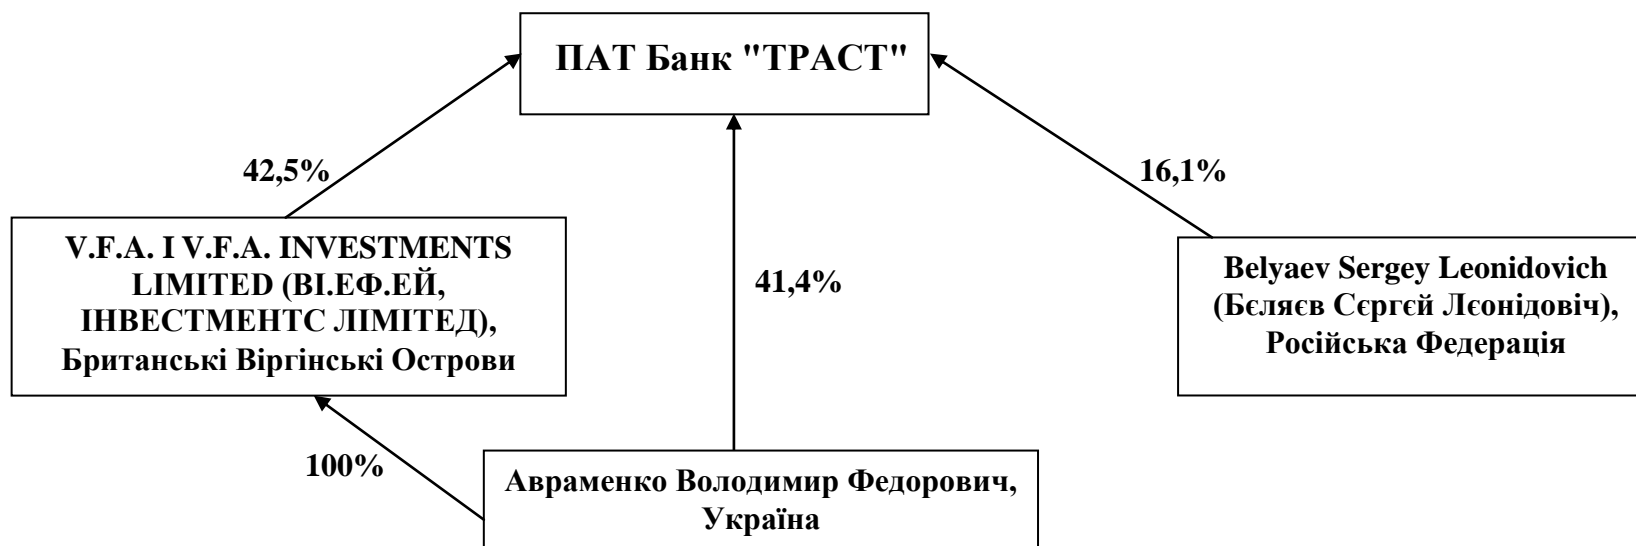 ПАТ Банк "ТРАСТ"
42,5%
16,1%
V.F.A. I V.F.A. INVESTMENTS
LIMITED (ВІ.ЕФ.ЕЙ,
ІНВЕСТМЕНТС ЛІМІТЕД),
Британські Віргінські Острови
41,4%
Belyaev Sergey Leonidovich
(Бєляєв Сєргєй Лєонідовіч),
Російська Федерація
100%
Авраменко Володимир Федорович,
Україна